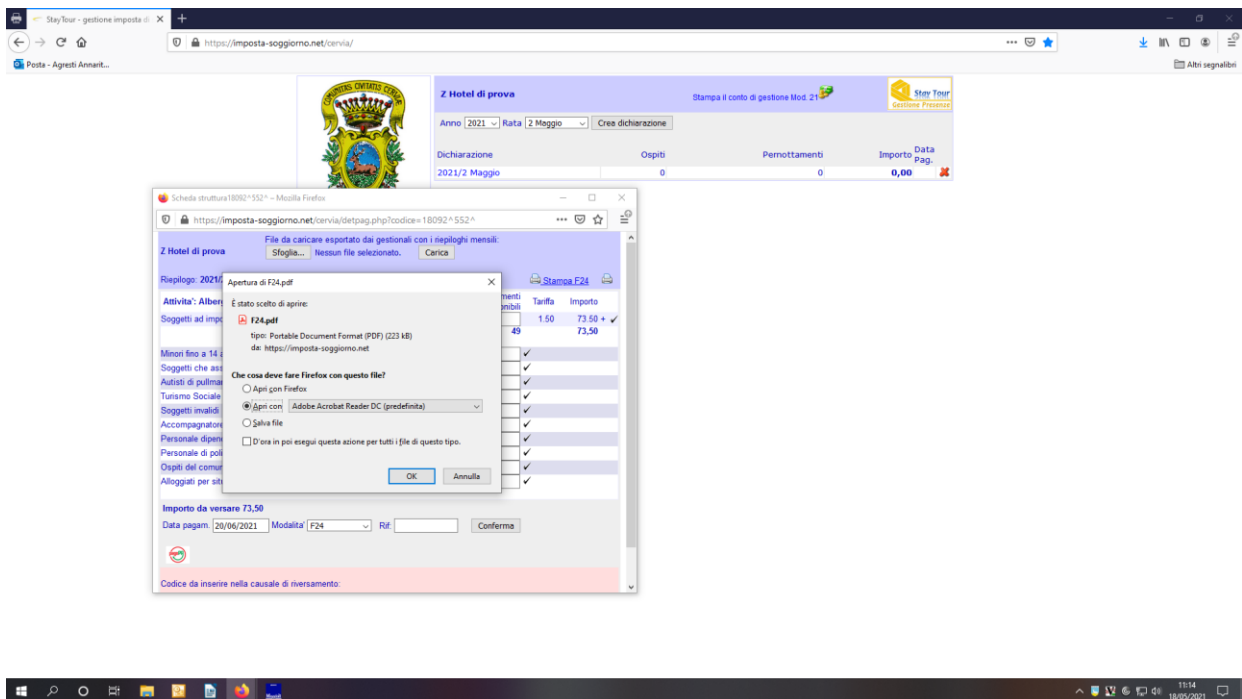 StayTour - gestione imposta di
https://imposta-soggiorno.net/cervia/
Posta - Agresti Annarit...
Altri segnalibri
Z Hotel di prova
Stampa il conto di gestione Mod. 21
Stay Tour
Gestione Presenze
Anno 2021 Rata 2 Maggio Crea dichiarazione
Dichiarazione Ospiti Pernottamenti Importo Data Pag.
2021/2 Maggio 0 0 0,00
Scheda struttura18092^552^ – Mozilla Firefox
https://imposta-soggiorno.net/cervia/detpag.php?codice=18092^552^
File da caricare esportato dai gestionali con i riepiloghi mensili:
Z Hotel di prova Sfoglia... Nessun file selezionato. Carica
Riepilogo: 2021/
Stampa F24
Attivita': Alber
Tariffa Importo
Soggetti ad impo
1.50 73.50 +
49 73,50
Minori fino a 14 a
Soggetti che ass
Autisti di pullma
Turismo Sociale
Soggetti invalidi
Accompagnatore
Personale dipen
Personale di poli
Ospiti del comun
Alloggiati per sit
Apertura di F24.pdf
È stato scelto di aprire:
F24.pdf
tipo: Portable Document Format (PDF) (223 kB)
da: https://imposta-soggiorno.net
Che cosa deve fare Firefox con questo file?
Apri con Firefox
Apri con Adobe Acrobat Reader DC (predefinita)
Salva file
D'ora in poi esegui questa azione per tutti i file di questo tipo.
OK Annulla
Importo da versare 73,50
Data pagam. 20/06/2021 Modalita' F24 Rif: Conferma
Codice da inserire nella causale di riversamento:
11:14
18/05/2021